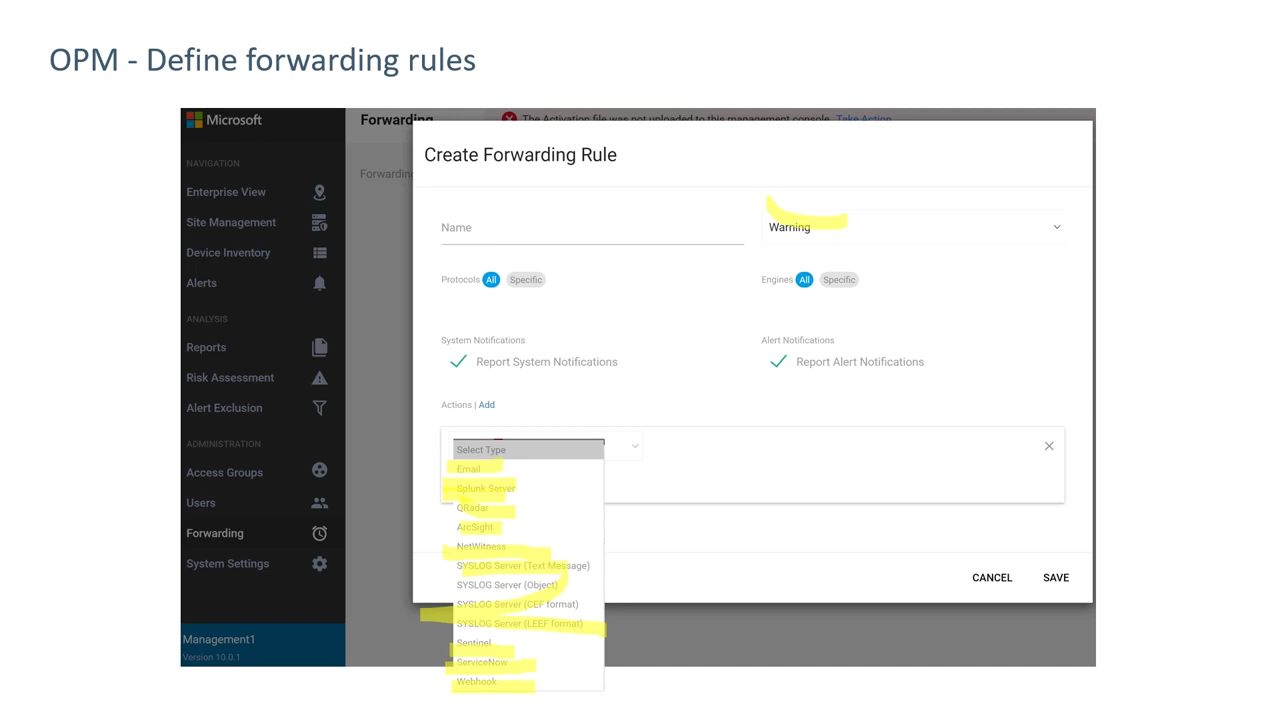 OPM - Define forwarding rules
Microsoft
Forwarding
The Activation file was not uploaded to this management console. Take Action
NAVIGATION
Enterprise View
Site Management
Device Inventory
Alerts
ANALYSIS
Reports
Risk Assessment
Alert Exclusion
ADMINISTRATION
Access Groups
Users
Forwarding
System Settings
Management1
Version 10.0.1
Forwarding
Create Forwarding Rule
Name
Warning
Protocols All Specific
Engines All Specific
System Notifications
Report System Notifications
Alert Notifications
Report Alert Notifications
Actions | Add
Select Type
Email
Splunk Server
QRadar
ArcSight
NetWitness
SYSLOG Server (Text Message)
SYSLOG Server (Object)
SYSLOG Server (CEF format)
SYSLOG Server (LEEF format)
Sentinel
ServiceNow
Webhook
CANCEL
SAVE